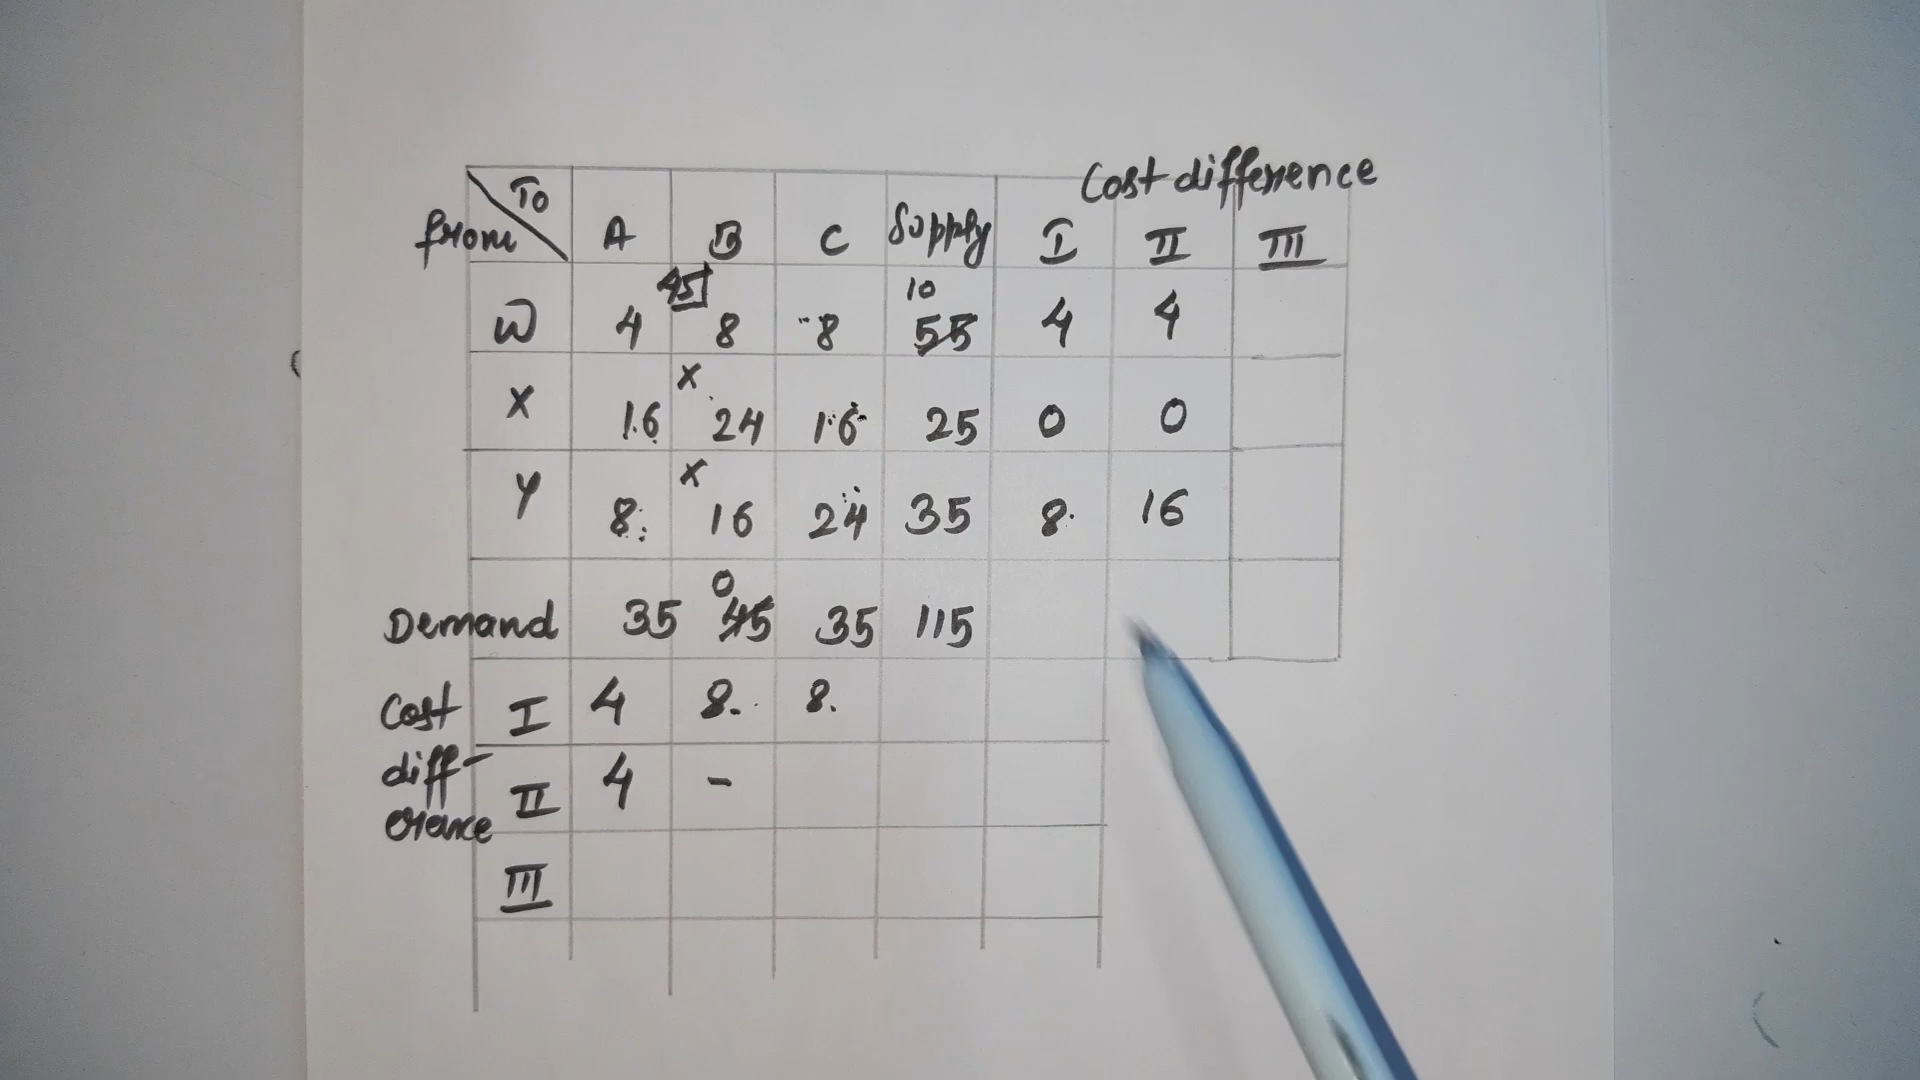 Cost difference
To
from A B C Supply I II III
45 10
W 4 8 8 55 4 4
X
X 16 24 16 25 0 0
X
Y 8 16 24 35 8 16
0
Demand 35 45 35 115
Cost I 4 8 8
diff- II 4 -
erence
III